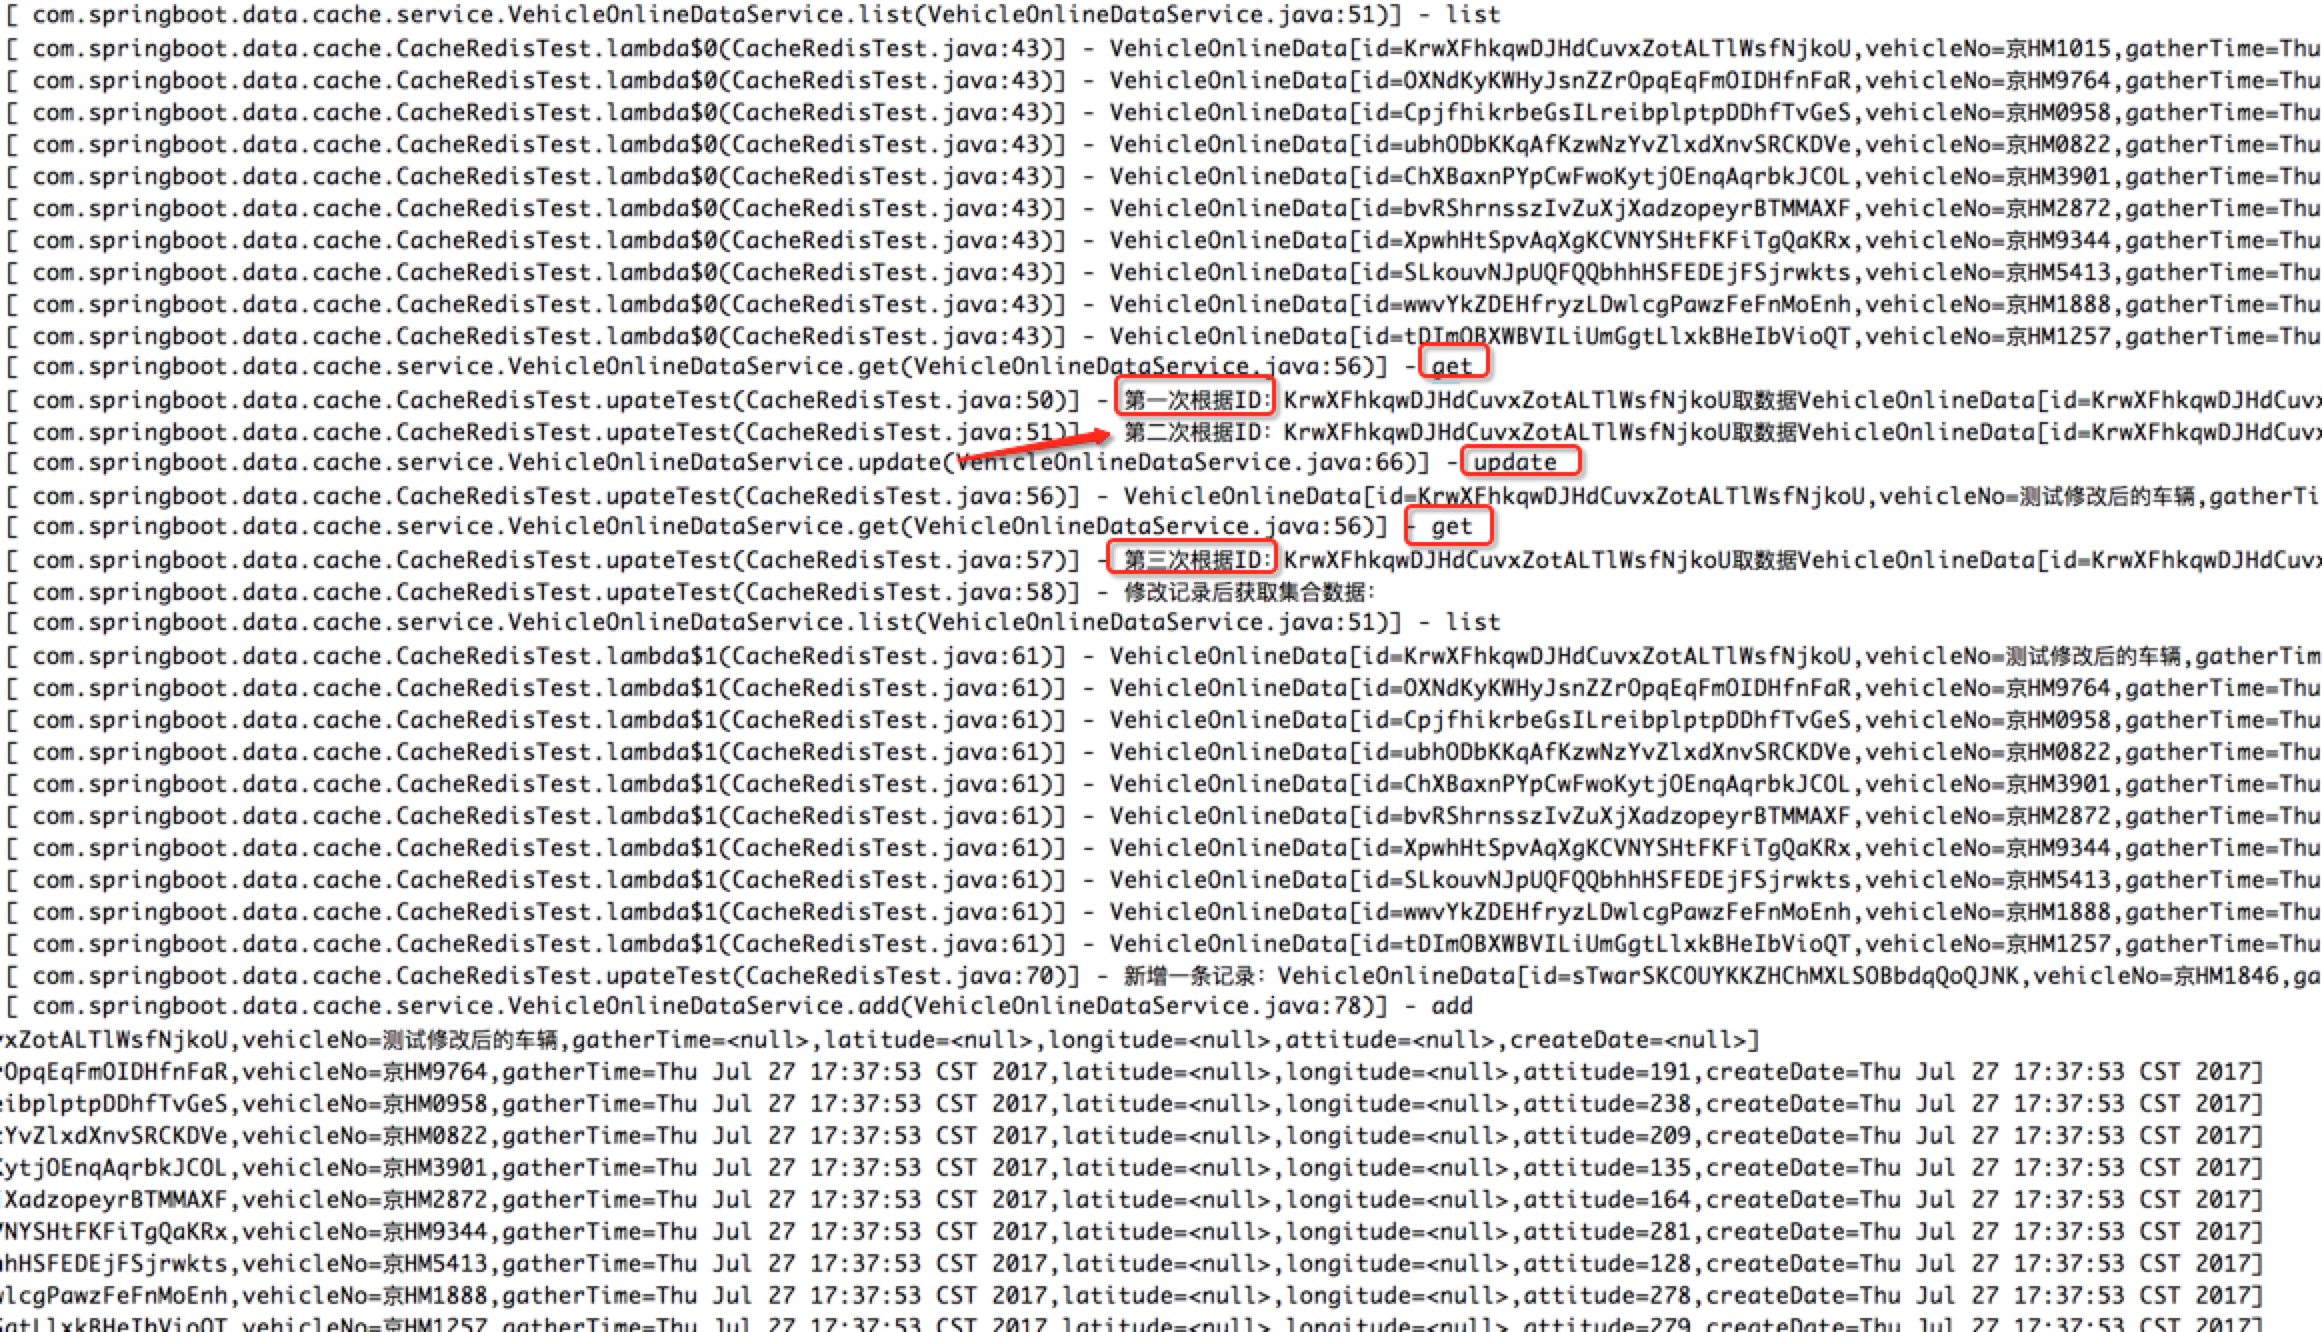 [ com.springboot.data.cache.service.VehicleOnlineDataService.list(VehicleOnlineDataService.java:51)] - list
[ com.springboot.data.cache.CacheRedisTest.lambda$0(CacheRedisTest.java:43)] - VehicleOnlineData[id=KrwXFhkqwDJHdCuvxZotALTlWsfNjkoU,vehicleNo=京HM1015,gatherTime=Thu
[ com.springboot.data.cache.CacheRedisTest.lambda$0(CacheRedisTest.java:43)] - VehicleOnlineData[id=OXNdKyKWHyJsnZZrOpqEqFmOIDHfnFaR,vehicleNo=京HM9764,gatherTime=Thu
[ com.springboot.data.cache.CacheRedisTest.lambda$0(CacheRedisTest.java:43)] - VehicleOnlineData[id=CpjfhikrbeGsILreibplptpDDhfTvGeS,vehicleNo=京HM0958,gatherTime=Thu
[ com.springboot.data.cache.CacheRedisTest.lambda$0(CacheRedisTest.java:43)] - VehicleOnlineData[id=ubhODbKKqAfKzwNzYvZlxdXnvSRCKDVe,vehicleNo=京HM0822,gatherTime=Thu
[ com.springboot.data.cache.CacheRedisTest.lambda$0(CacheRedisTest.java:43)] - VehicleOnlineData[id=ChXBaxnPYpCwFwoKytjOEnqAqrbkJCOL,vehicleNo=京HM3901,gatherTime=Thu
[ com.springboot.data.cache.CacheRedisTest.lambda$0(CacheRedisTest.java:43)] - VehicleOnlineData[id=bvRShrnsszIvZuXjXadzopeyrBTMMAXF,vehicleNo=京HM2872,gatherTime=Thu
[ com.springboot.data.cache.CacheRedisTest.lambda$0(CacheRedisTest.java:43)] - VehicleOnlineData[id=XpwhHtSpvAqXgKCVNYSHtFKFiTgQaKRx,vehicleNo=京HM9344,gatherTime=Thu
[ com.springboot.data.cache.CacheRedisTest.lambda$0(CacheRedisTest.java:43)] - VehicleOnlineData[id=SLkouvNJpUQFQQbhhHSFEDEjFSjrwkts,vehicleNo=京HM5413,gatherTime=Thu
[ com.springboot.data.cache.CacheRedisTest.lambda$0(CacheRedisTest.java:43)] - VehicleOnlineData[id=wwvYkZDEHfryzLDwlcgPawzFeFnMoEnh,vehicleNo=京HM1888,gatherTime=Thu
[ com.springboot.data.cache.CacheRedisTest.lambda$0(CacheRedisTest.java:43)] - VehicleOnlineData[id=tDImOBXWBVILiUmGgtLlxkBHeIbVioQT,vehicleNo=京HM1257,gatherTime=Thu
[ com.springboot.data.cache.service.VehicleOnlineDataService.get(VehicleOnlineDataService.java:56)] - get
[ com.springboot.data.cache.CacheRedisTest.upateTest(CacheRedisTest.java:50)] - 第一次根据ID：KrwXFhkqwDJHdCuvxZotALTlWsfNjkoU取数据VehicleOnlineData[id=KrwXFhkqwDJHdCuvx
[ com.springboot.data.cache.CacheRedisTest.upateTest(CacheRedisTest.java:51)] - 第二次根据ID：KrwXFhkqwDJHdCuvxZotALTlWsfNjkoU取数据VehicleOnlineData[id=KrwXFhkqwDJHdCuvx
[ com.springboot.data.cache.service.VehicleOnlineDataService.update(VehicleOnlineDataService.java:66)] - update
[ com.springboot.data.cache.CacheRedisTest.upateTest(CacheRedisTest.java:56)] - VehicleOnlineData[id=KrwXFhkqwDJHdCuvxZotALTlWsfNjkoU,vehicleNo=测试修改后的车辆,gatherTi
[ com.springboot.data.cache.service.VehicleOnlineDataService.get(VehicleOnlineDataService.java:56)] - get
[ com.springboot.data.cache.CacheRedisTest.upateTest(CacheRedisTest.java:57)] - 第三次根据ID：KrwXFhkqwDJHdCuvxZotALTlWsfNjkoU取数据VehicleOnlineData[id=KrwXFhkqwDJHdCuvx
[ com.springboot.data.cache.CacheRedisTest.upateTest(CacheRedisTest.java:58)] - 修改记录后获取集合数据：
[ com.springboot.data.cache.service.VehicleOnlineDataService.list(VehicleOnlineDataService.java:51)] - list
[ com.springboot.data.cache.CacheRedisTest.lambda$1(CacheRedisTest.java:61)] - VehicleOnlineData[id=KrwXFhkqwDJHdCuvxZotALTlWsfNjkoU,vehicleNo=测试修改后的车辆,gatherTim
[ com.springboot.data.cache.CacheRedisTest.lambda$1(CacheRedisTest.java:61)] - VehicleOnlineData[id=OXNdKyKWHyJsnZZrOpqEqFmOIDHfnFaR,vehicleNo=京HM9764,gatherTime=Thu
[ com.springboot.data.cache.CacheRedisTest.lambda$1(CacheRedisTest.java:61)] - VehicleOnlineData[id=CpjfhikrbeGsILreibplptpDDhfTvGeS,vehicleNo=京HM0958,gatherTime=Thu
[ com.springboot.data.cache.CacheRedisTest.lambda$1(CacheRedisTest.java:61)] - VehicleOnlineData[id=ubhODbKKqAfKzwNzYvZlxdXnvSRCKDVe,vehicleNo=京HM0822,gatherTime=Thu
[ com.springboot.data.cache.CacheRedisTest.lambda$1(CacheRedisTest.java:61)] - VehicleOnlineData[id=ChXBaxnPYpCwFwoKytjOEnqAqrbkJCOL,vehicleNo=京HM3901,gatherTime=Thu
[ com.springboot.data.cache.CacheRedisTest.lambda$1(CacheRedisTest.java:61)] - VehicleOnlineData[id=bvRShrnsszIvZuXjXadzopeyrBTMMAXF,vehicleNo=京HM2872,gatherTime=Thu
[ com.springboot.data.cache.CacheRedisTest.lambda$1(CacheRedisTest.java:61)] - VehicleOnlineData[id=XpwhHtSpvAqXgKCVNYSHtFKFiTgQaKRx,vehicleNo=京HM9344,gatherTime=Thu
[ com.springboot.data.cache.CacheRedisTest.lambda$1(CacheRedisTest.java:61)] - VehicleOnlineData[id=SLkouvNJpUQFQQbhhHSFEDEjFSjrwkts,vehicleNo=京HM5413,gatherTime=Thu
[ com.springboot.data.cache.CacheRedisTest.lambda$1(CacheRedisTest.java:61)] - VehicleOnlineData[id=wwvYkZDEHfryzLDwlcgPawzFeFnMoEnh,vehicleNo=京HM1888,gatherTime=Thu
[ com.springboot.data.cache.CacheRedisTest.lambda$1(CacheRedisTest.java:61)] - VehicleOnlineData[id=tDImOBXWBVILiUmGgtLlxkBHeIbVioQT,vehicleNo=京HM1257,gatherTime=Thu
[ com.springboot.data.cache.CacheRedisTest.upateTest(CacheRedisTest.java:70)] - 新增一条记录：VehicleOnlineData[id=sTwarSKCOUYKKZHChMXLSOBbdqQoQJNK,vehicleNo=京HM1846,ga
[ com.springboot.data.cache.service.VehicleOnlineDataService.add(VehicleOnlineDataService.java:78)] - add
xZotALTlWsfNjkoU,vehicleNo=测试修改后的车辆,gatherTime=<null>,latitude=<null>,longitude=<null>,attitude=<null>,createDate=<null>]
OpqEqFmOIDHfnFaR,vehicleNo=京HM9764,gatherTime=Thu Jul 27 17:37:53 CST 2017,latitude=<null>,longitude=<null>,attitude=191,createDate=Thu Jul 27 17:37:53 CST 2017]
eibplptpDDhfTvGeS,vehicleNo=京HM0958,gatherTime=Thu Jul 27 17:37:53 CST 2017,latitude=<null>,longitude=<null>,attitude=238,createDate=Thu Jul 27 17:37:53 CST 2017]
YvZlxdXnvSRCKDVe,vehicleNo=京HM0822,gatherTime=Thu Jul 27 17:37:53 CST 2017,latitude=<null>,longitude=<null>,attitude=209,createDate=Thu Jul 27 17:37:53 CST 2017]
ytjOEnqAqrbkJCOL,vehicleNo=京HM3901,gatherTime=Thu Jul 27 17:37:53 CST 2017,latitude=<null>,longitude=<null>,attitude=135,createDate=Thu Jul 27 17:37:53 CST 2017]
XadzopeyrBTMMAXF,vehicleNo=京HM2872,gatherTime=Thu Jul 27 17:37:53 CST 2017,latitude=<null>,longitude=<null>,attitude=164,createDate=Thu Jul 27 17:37:53 CST 2017]
NYSHtFKFiTgQaKRx,vehicleNo=京HM9344,gatherTime=Thu Jul 27 17:37:53 CST 2017,latitude=<null>,longitude=<null>,attitude=281,createDate=Thu Jul 27 17:37:53 CST 2017]
hHSFEDEjFSjrwkts,vehicleNo=京HM5413,gatherTime=Thu Jul 27 17:37:53 CST 2017,latitude=<null>,longitude=<null>,attitude=128,createDate=Thu Jul 27 17:37:53 CST 2017]
lcgPawzFeFnMoEnh,vehicleNo=京HM1888,gatherTime=Thu Jul 27 17:37:53 CST 2017,latitude=<null>,longitude=<null>,attitude=278,createDate=Thu Jul 27 17:37:53 CST 2017]
gtLlxkBHeIbVioQT,vehicleNo=京HM1257,gatherTime=Thu Jul 27 17:37:53 CST 2017,latitude=<null>,longitude=<null>,attitude=279,createDate=Thu Jul 27 17:37:53 CST 2017]